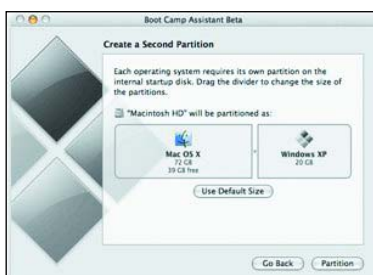 Boot Camp Assistant Beta
Create a Second Partition
Each operating system requires its own partition on the
internal startup disk. Drag the divider to change the size of
the partitions.
"Macintosh HD" will be partitioned as:
Mac OS X
72 GB
39 GB free
Windows XP
20 GB
Use Default Size
Go Back
Partition